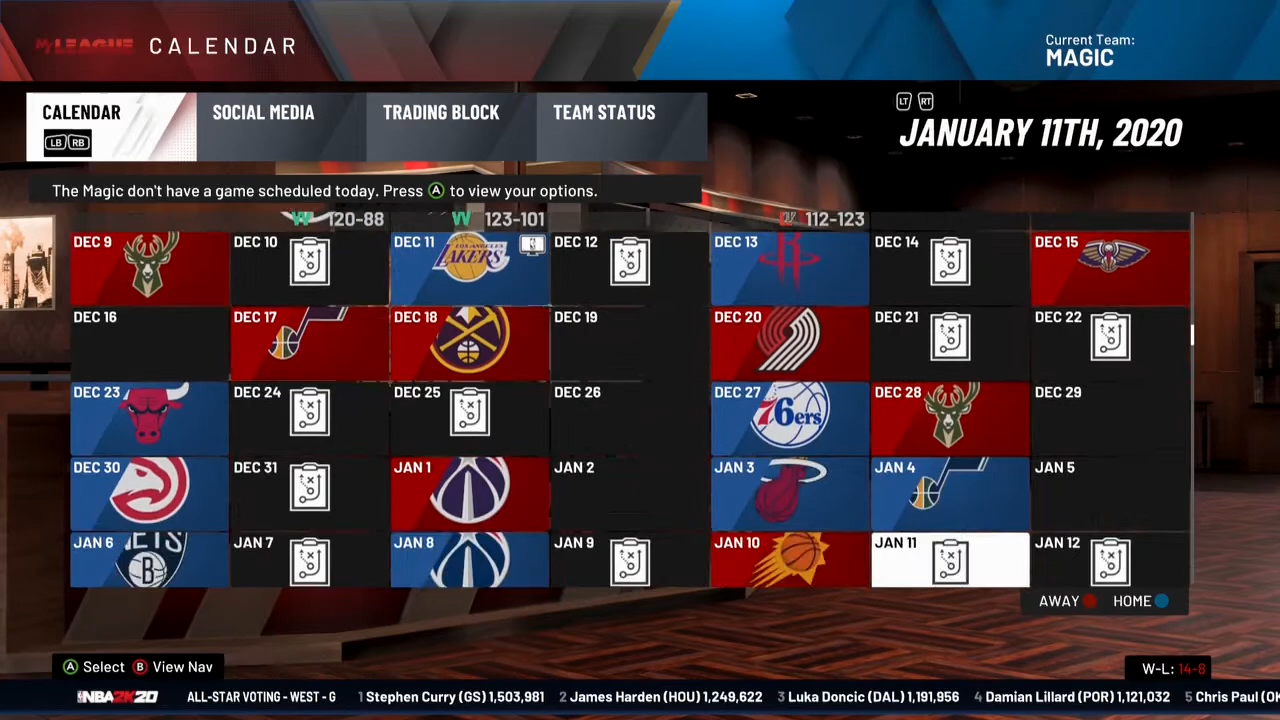 MyLEAGUE CALENDAR
Current Team:
MAGIC
CALENDAR SOCIAL MEDIA TRADING BLOCK TEAM STATUS
LB RB
LT RT
JANUARY 11TH, 2020
The Magic don't have a game scheduled today. Press A to view your options.
W 120-88 W 123-101 L 112-123
DEC 9 DEC 10 DEC 11 DEC 12 DEC 13 DEC 14 DEC 15
LOS ANGELES LAKERS
DEC 16 DEC 17 DEC 18 DEC 19 DEC 20 DEC 21 DEC 22
DEC 23 DEC 24 DEC 25 DEC 26 DEC 27 DEC 28 DEC 29
76ers
DEC 30 DEC 31 JAN 1 JAN 2 JAN 3 JAN 4 JAN 5
JAN 6 JAN 7 JAN 8 JAN 9 JAN 10 JAN 11 JAN 12
NETS
B
AWAY HOME
A Select B View Nav
W-L: 14-8
NBA2K20 ALL-STAR VOTING - WEST - G 1 Stephen Curry (GS) 1,503,981 2 James Harden (HOU) 1,249,622 3 Luka Doncic (DAL) 1,191,956 4 Damian Lillard (POR) 1,121,032 5 Chris Paul (OK